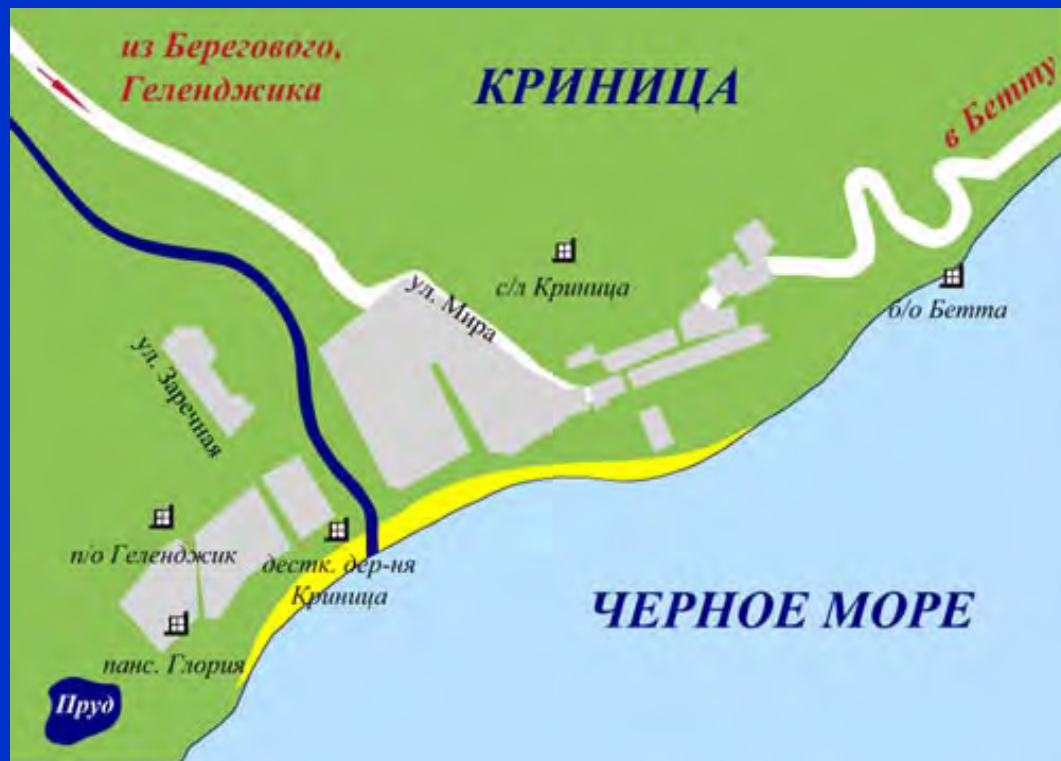 из Берегового,
Геленджика
КРИНИЦА
в Бетту
ул. Мира
с/л Криница
б/о Бетта
ул. Заречная
п/о Геленджик
дестк. дер-ня
Криница
ЧЕРНОЕ МОРЕ
панс. Глория
Пруд